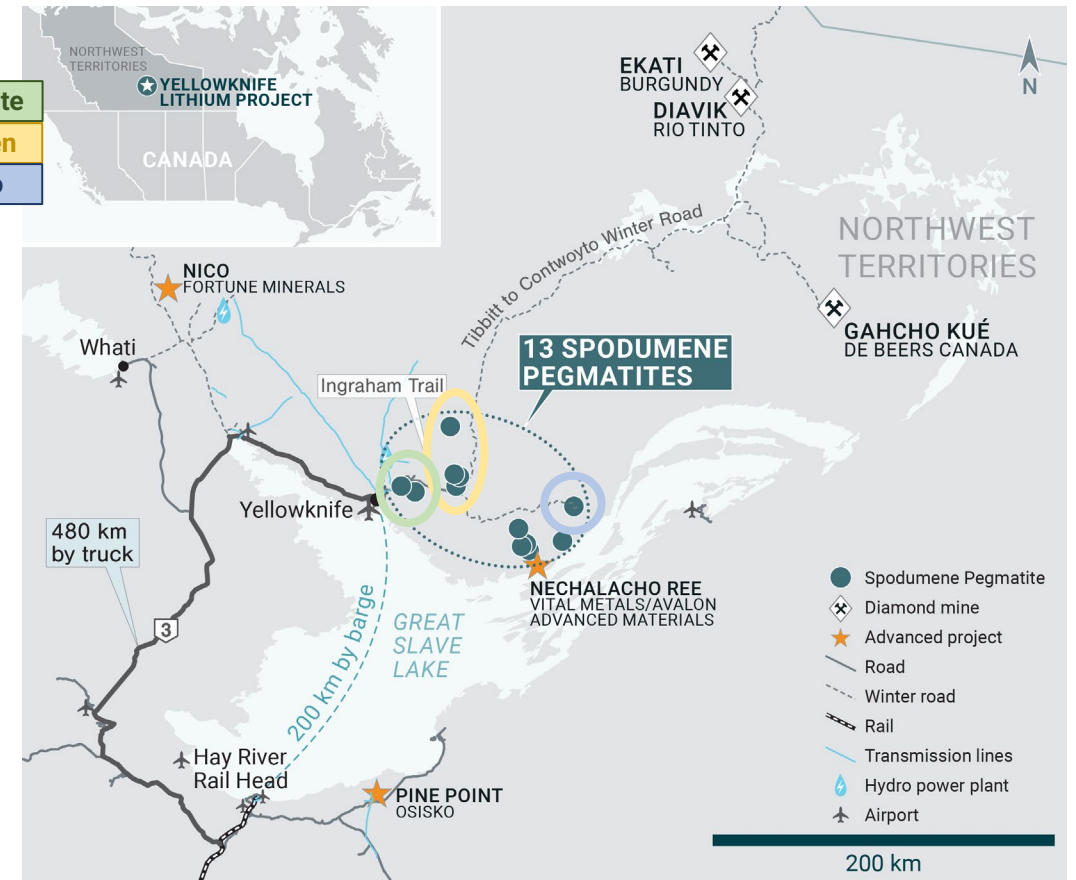 NORTHWEST
TERRITORIES
YELLOWKNIFE
LITHIUM PROJECT
CANADA
EKATI
BURGUNDY
DIAVIK
RIO TINTO
N
NORTHWEST
TERRITORIES
Tibbitt to Contwoyto Winter Road
NICO
FORTUNE MINERALS
GAHCHO KUÉ
DE BEERS CANADA
Whati
13 SPODUMENE
PEGMATITES
Ingraham Trail
Yellowknife
480 km
by truck
3
NECHALACHO REE
VITAL METALS/AVALON
ADVANCED MATERIALS
GREAT
SLAVE
LAKE
200 km by barge
Hay River
Rail Head
PINE POINT
OSISKO
Spodumene Pegmatite
Diamond mine
Advanced project
Road
Winter road
Rail
Transmission lines
Hydro power plant
Airport
200 km